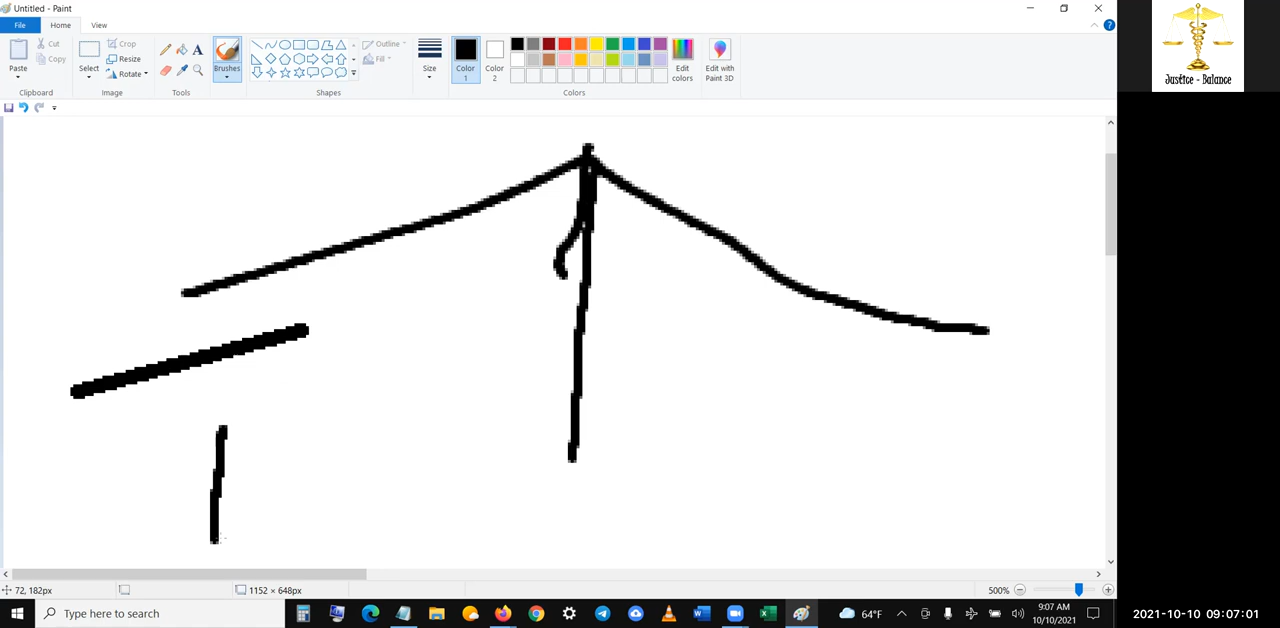 Untitled - Paint
File
Home
View
Paste
Cut
Copy
Clipboard
Select
Crop
Resize
Rotate
Image
A
Tools
Brushes
Shapes
Outline
Fill
Size
Color
1
Color
2
Colors
Edit
colors
Edit with
Paint 3D
Justice - Balance
72, 182px
1152 × 648px
500%
Type here to search
64°F
9:07 AM
10/10/2021
2021-10-10 09:07:01